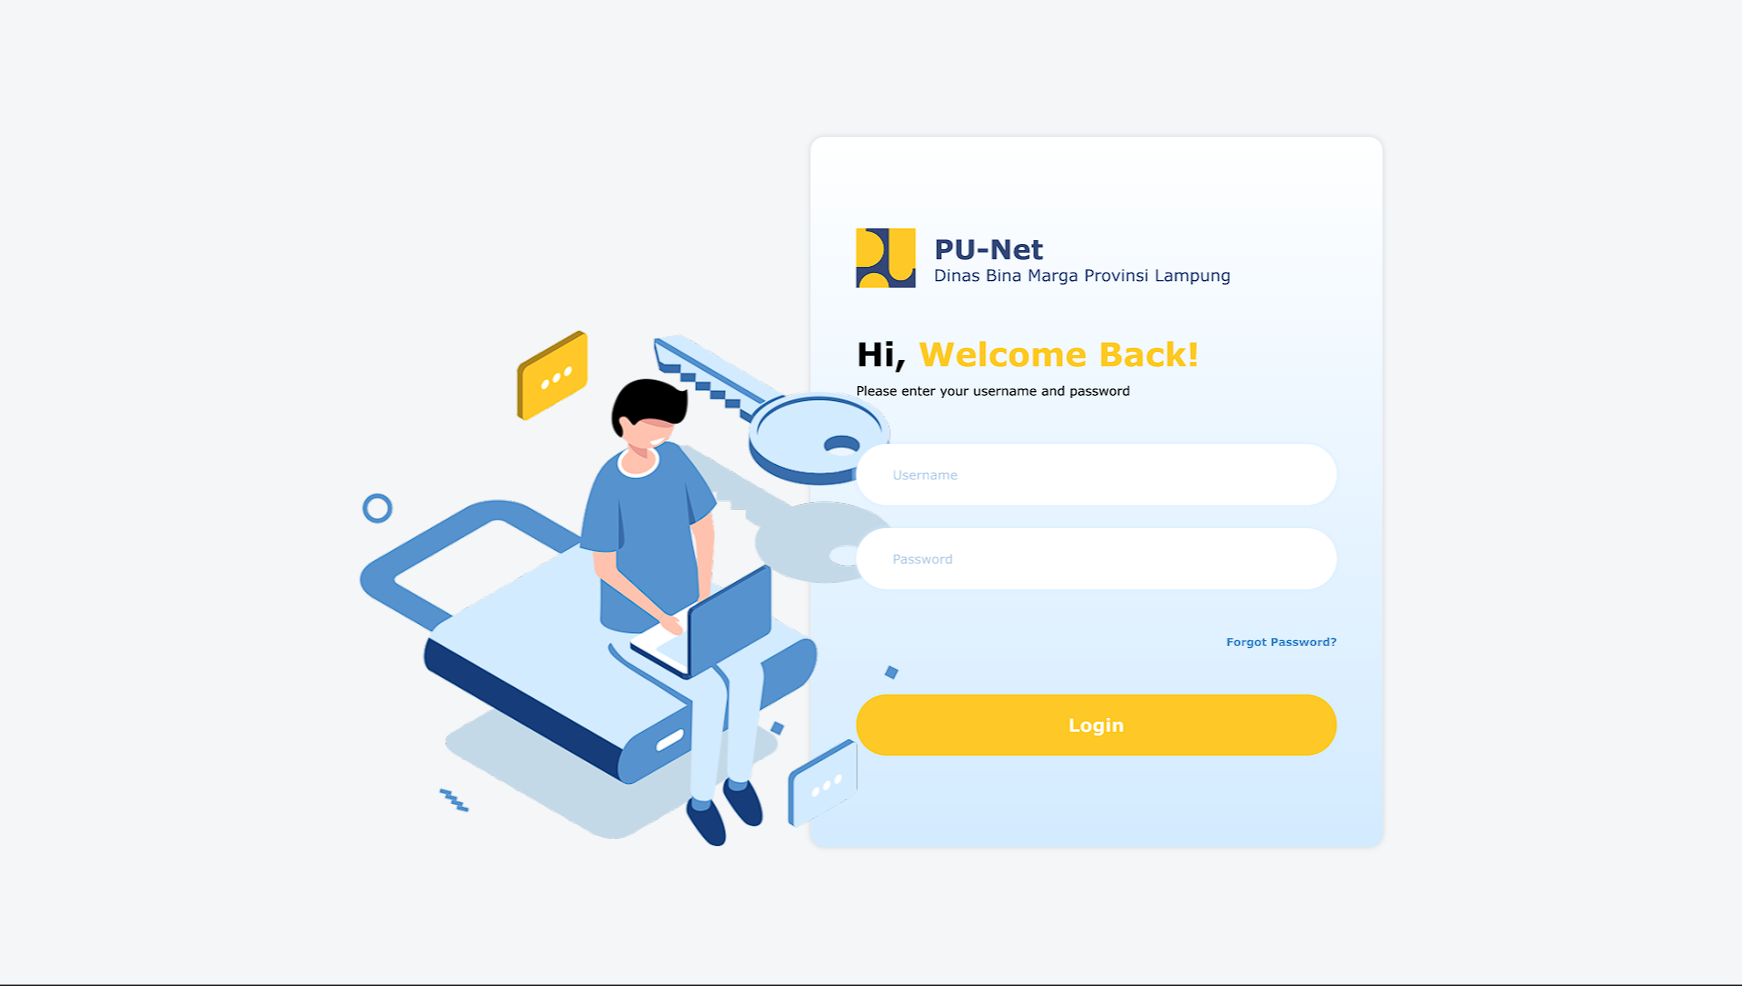 PU-Net
Dinas Bina Marga Provinsi Lampung
Hi, Welcome Back!
Please enter your username and password
Username
Password
Forgot Password?
Login